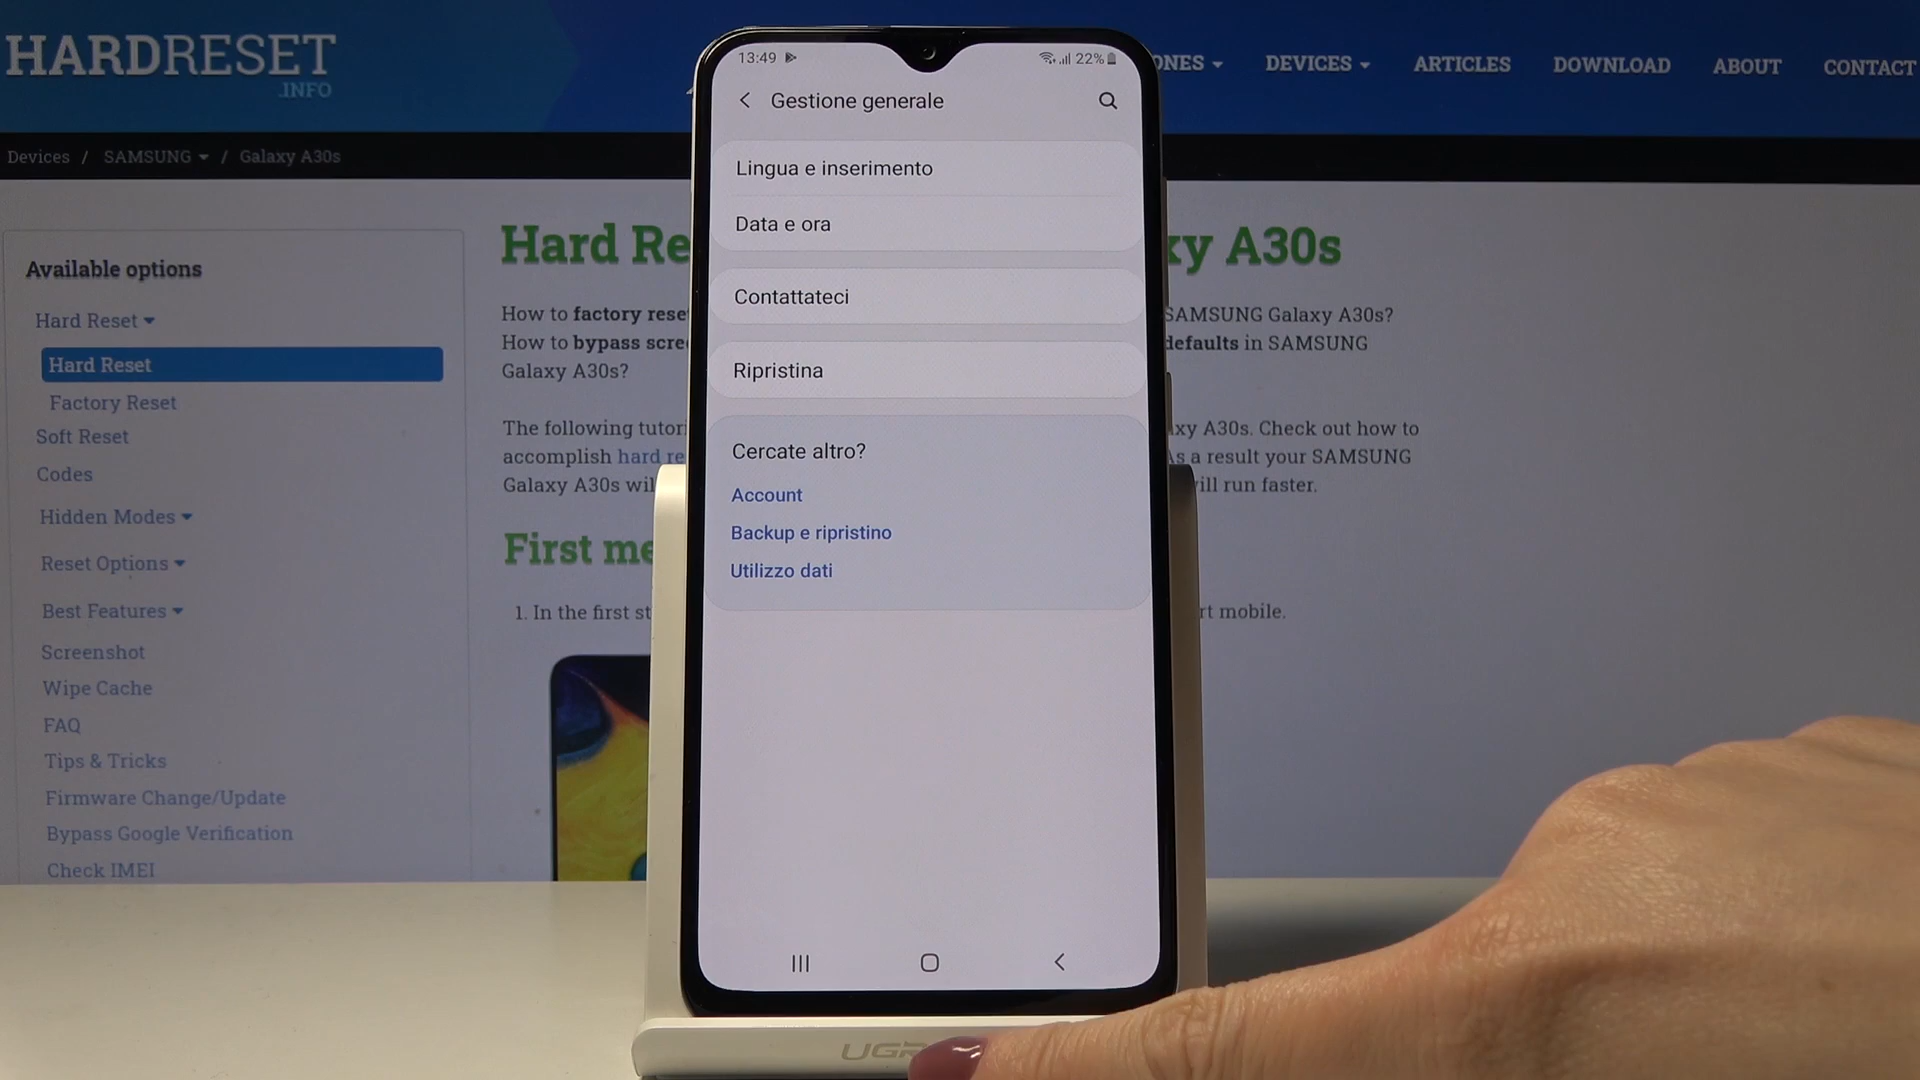 HARDRESET
.INFO
ONES DEVICES ARTICLES DOWNLOAD ABOUT CONTACT
Devices / SAMSUNG / Galaxy A30s
Available options
Hard Reset
Hard Reset
Factory Reset
Soft Reset
Codes
Hidden Modes
Reset Options
Best Features
Screenshot
Wipe Cache
FAQ
Tips & Tricks
Firmware Change/Update
Bypass Google Verification
Check IMEI
Hard Re xy A30s
How to factory rese SAMSUNG Galaxy A30s?
How to bypass scre defaults in SAMSUNG
Galaxy A30s?
The following tutori xy A30s. Check out how to
accomplish hard re As a result your SAMSUNG
Galaxy A30s wil ill run faster.
First me
1. In the first st rt mobile.
13:49 22%
Gestione generale
Lingua e inserimento
Data e ora
Contattateci
Ripristina
Cercate altro?
Account
Backup e ripristino
Utilizzo dati
UGR